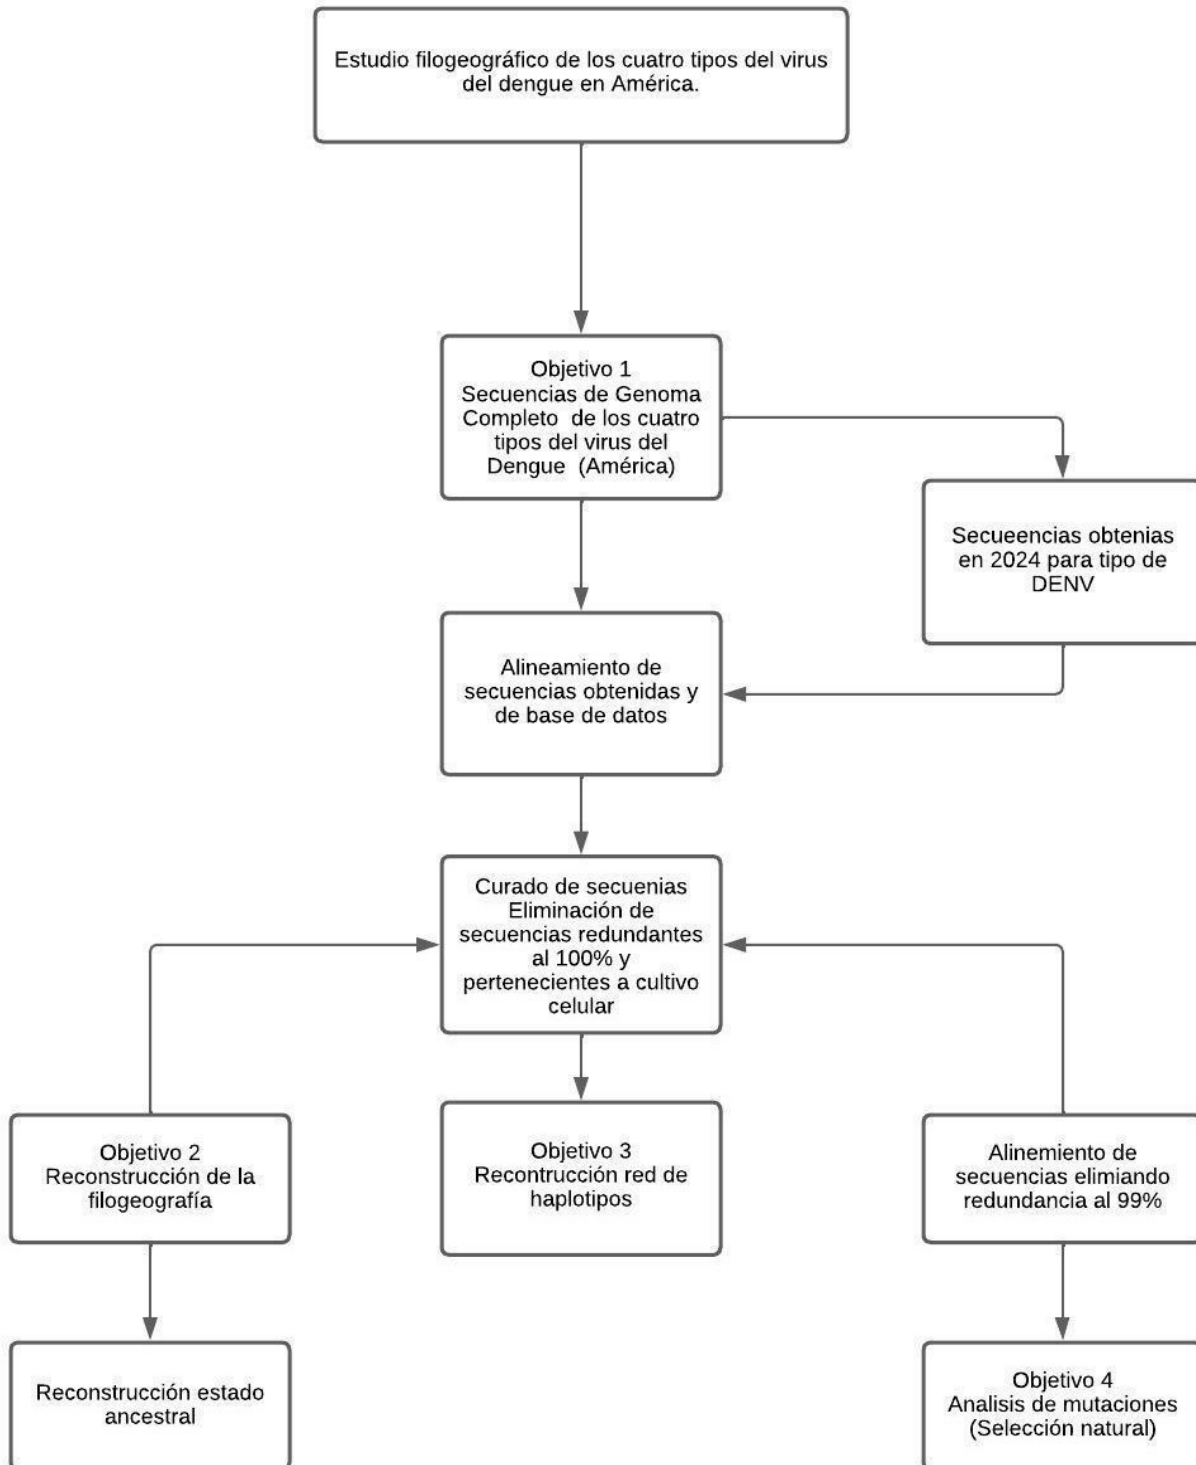 Estudio filogeográfico de los cuatro tipos del virus
del dengue en América.
Objetivo 1
Secuencias de Genoma
Completo de los cuatro
tipos del virus del
Dengue (América)
Secueencias obtenias
en 2024 para tipo de
DENV
Alineamiento de
secuencias obtenidas y
de base de datos
Curado de secuenias
Eliminación de
secuencias redundantes
al 100% y
pertenecientes a cultivo
celular
Objetivo 2
Reconstrucción de la
filogeografía
Objetivo 3
Recontrucción red de
haplotipos
Alinemiento de
secuencias elimiando
redundancia al 99%
Reconstrucción estado
ancestral
Objetivo 4
Analisis de mutaciones
(Selección natural)